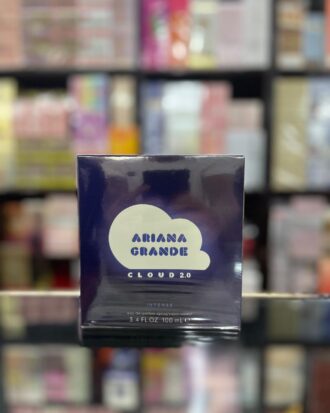 ARIANA
GRANDE
CLOUD 2.0
INTENSE
eau de parfum
3.4 FL OZ 100 mL e